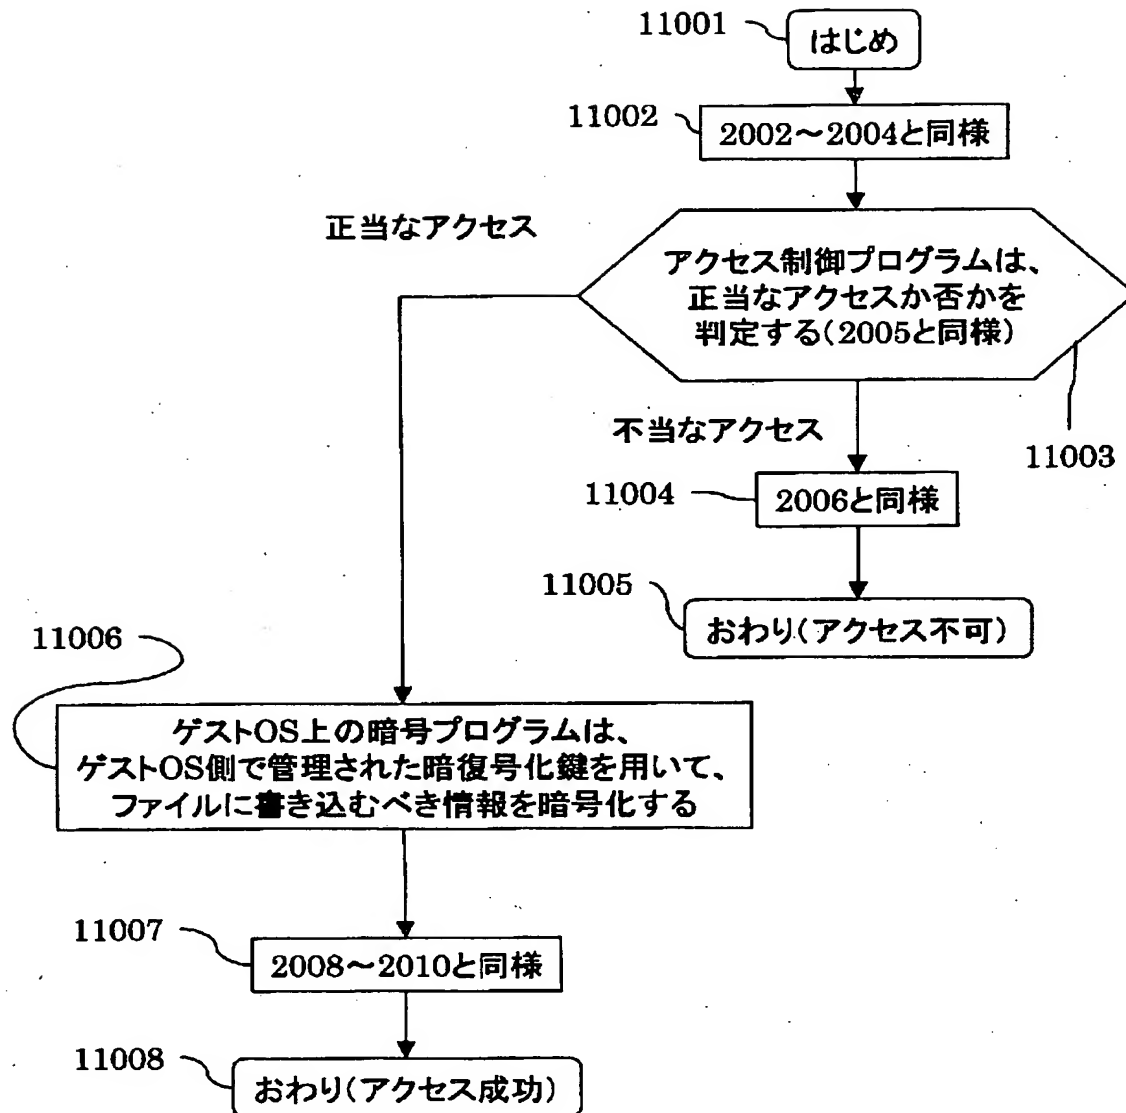 11001
はじめ
11002
2002～2004と同様
正当なアクセス
アクセス制御プログラムは、
正当なアクセスか否かを
判定する(2005と同様)
11003
不当なアクセス
11004
2006と同様
11005
おわり(アクセス不可)
11006
ゲストOS上の暗号プログラムは、
ゲストOS側で管理された暗復号化鍵を用いて、
ファイルに書き込むべき情報を暗号化する
11007
2008～2010と同様
11008
おわり(アクセス成功)